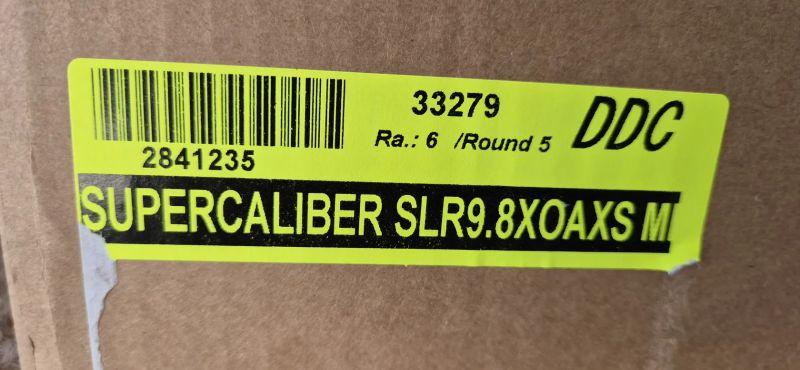 33279
DDC
Ra.: 6 /Round 5
2841235
SUPERCALIBER SLR9.8XOAXS